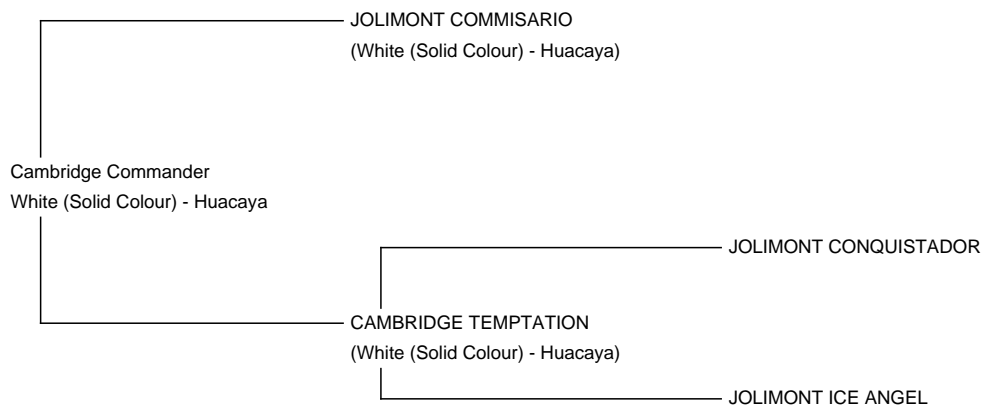 JOLIMONT COMMISARIO
(White (Solid Colour) - Huacaya)
Cambridge Commander
White (Solid Colour) - Huacaya
JOLIMONT CONQUISTADOR
CAMBRIDGE TEMPTATION
(White (Solid Colour) - Huacaya)
JOLIMONT ICE ANGEL